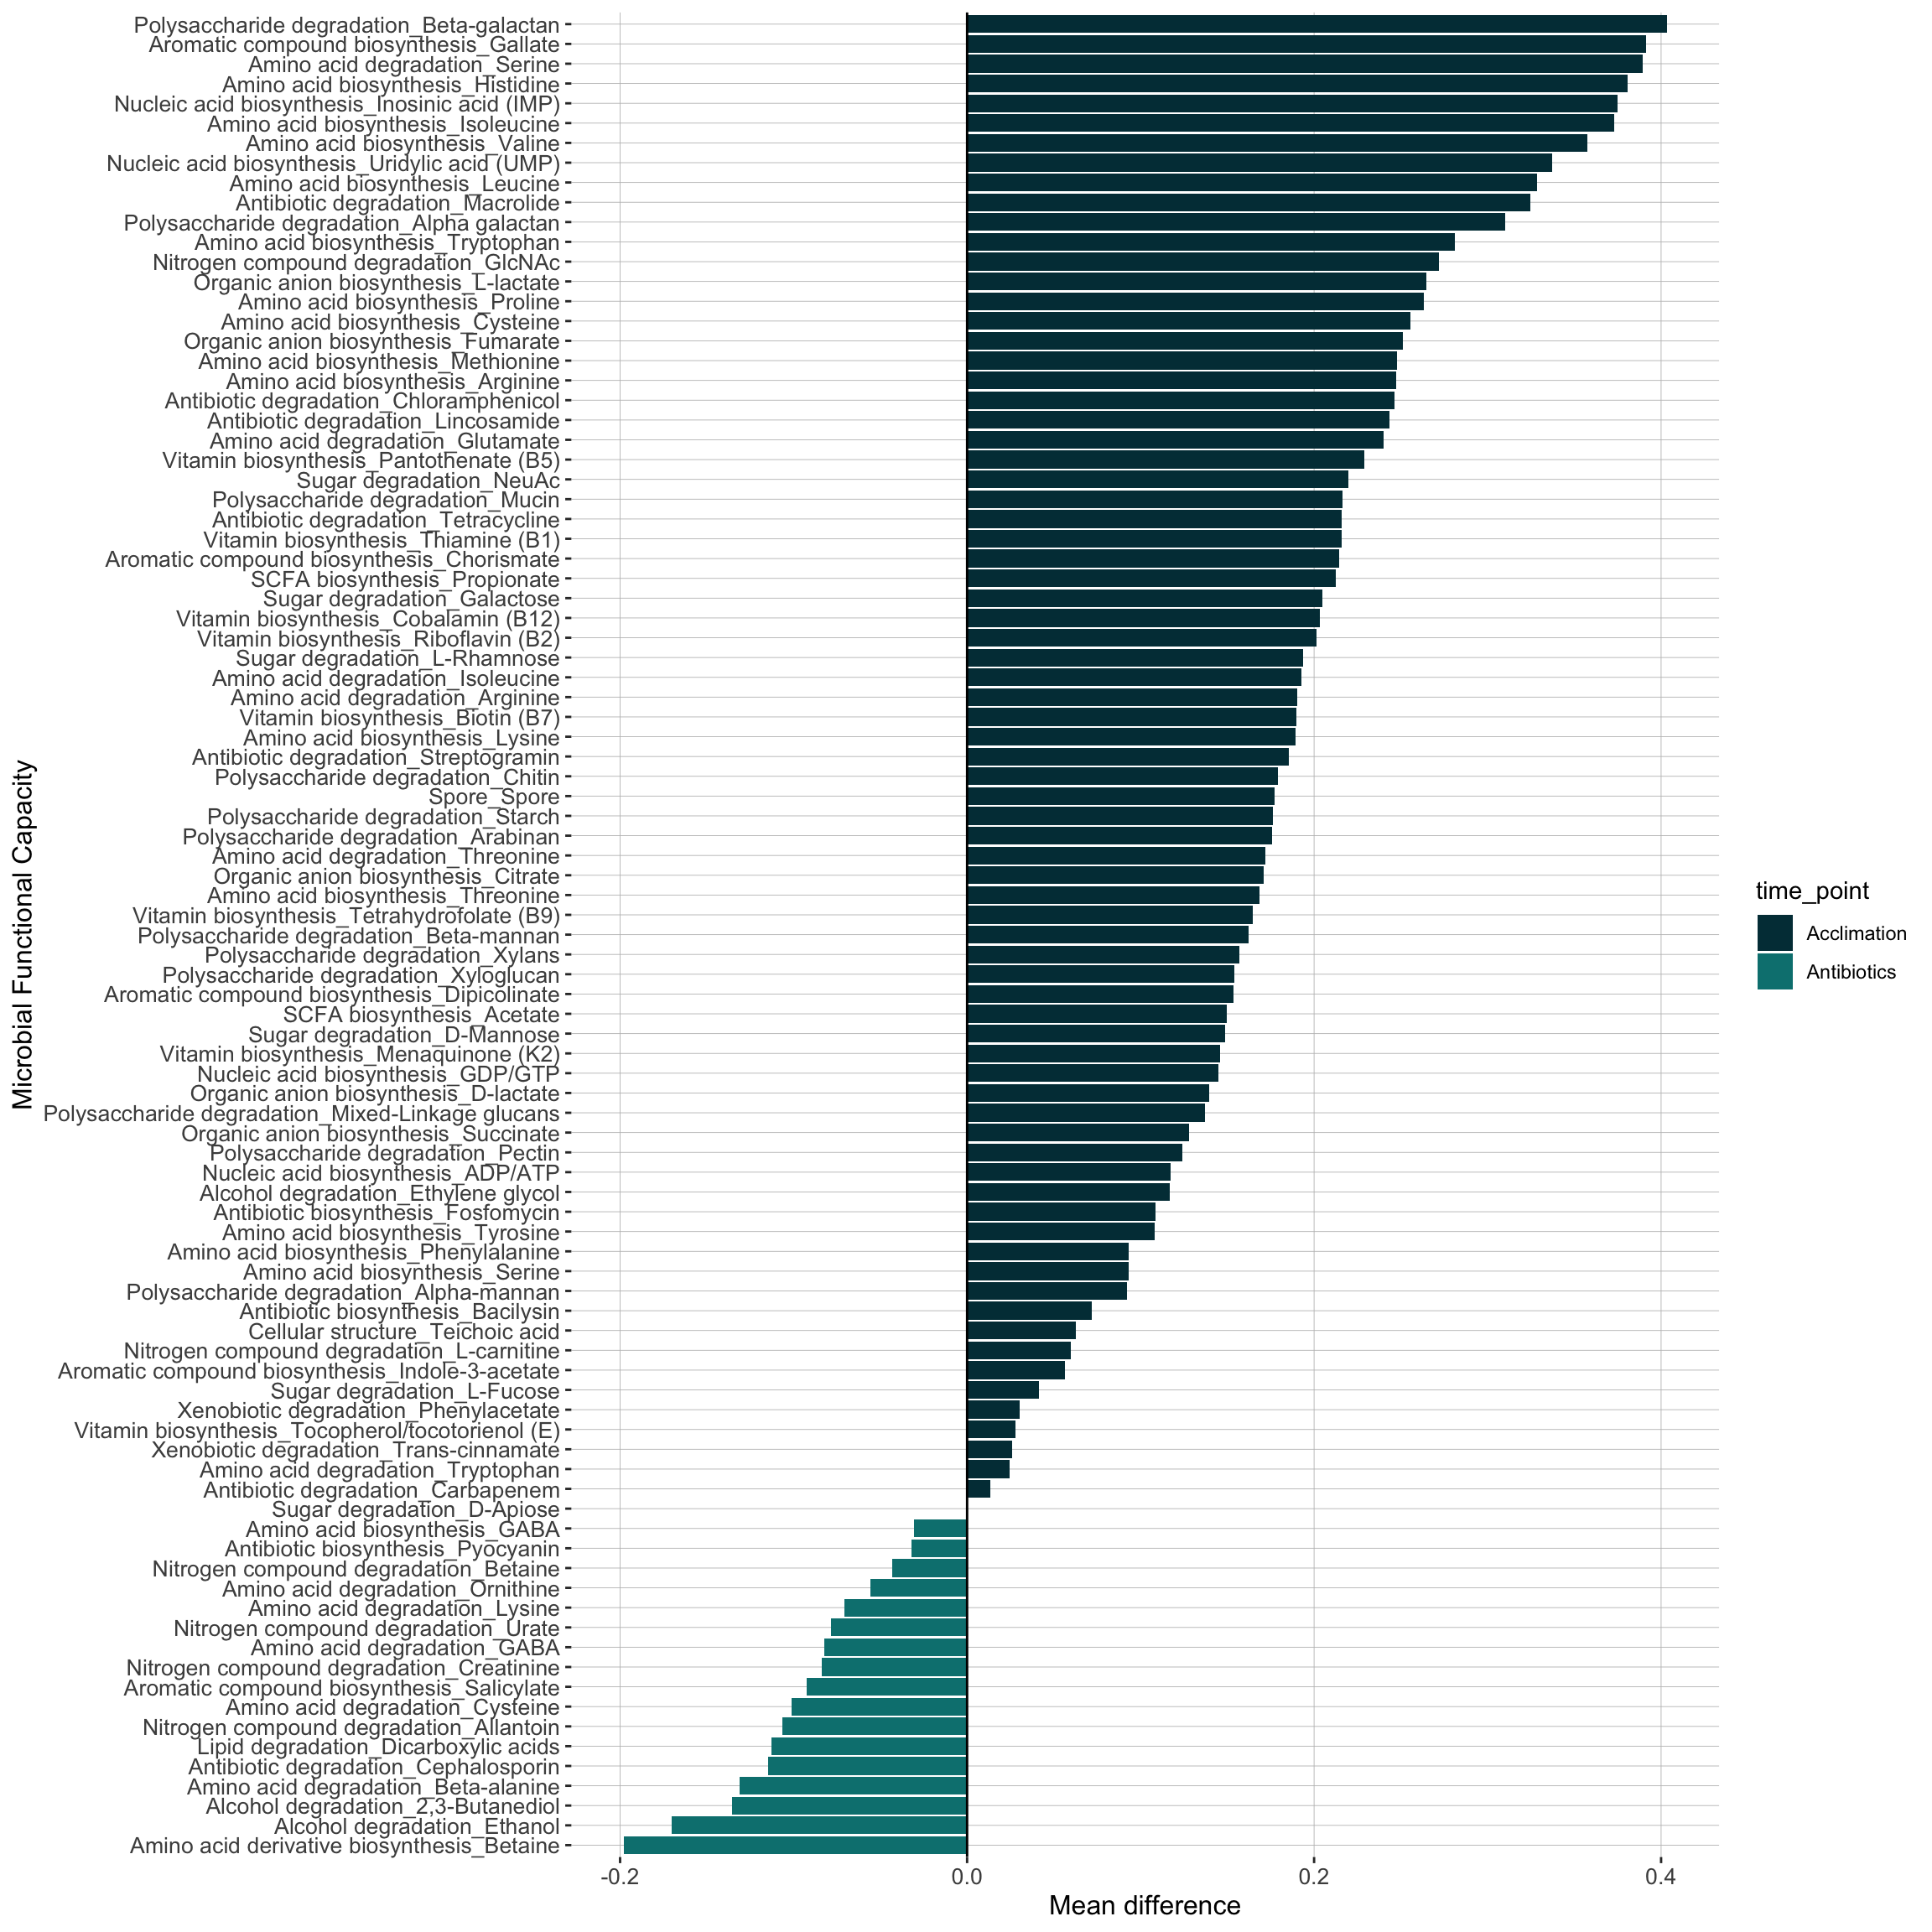 Polysaccharide degradation_Beta-galactan
Aromatic compound biosynthesis_Gallate
Amino acid degradation_Serine
Amino acid biosynthesis_Histidine
Nucleic acid biosynthesis_Inosinic acid (IMP)
Amino acid biosynthesis_Isoleucine
Amino acid biosynthesis_Valine
Nucleic acid biosynthesis_Uridylic acid (UMP)
Amino acid biosynthesis_Leucine
Antibiotic degradation_Macrolide
Polysaccharide degradation_Alpha galactan
Amino acid biosynthesis_Tryptophan
Nitrogen compound degradation_GlcNAc
Organic anion biosynthesis_L-lactate
Amino acid biosynthesis_Proline
Amino acid biosynthesis_Cysteine
Organic anion biosynthesis_Fumarate
Amino acid biosynthesis_Methionine
Amino acid biosynthesis_Arginine
Antibiotic degradation_Chloramphenicol
Antibiotic degradation_Lincosamide
Amino acid degradation_Glutamate
Vitamin biosynthesis_Pantothenate (B5)
Sugar degradation_NeuAc
Polysaccharide degradation_Mucin
Antibiotic degradation_Tetracycline
Vitamin biosynthesis_Thiamine (B1)
Aromatic compound biosynthesis_Chorismate
SCFA biosynthesis_Propionate
Sugar degradation_Galactose
Vitamin biosynthesis_Cobalamin (B12)
Vitamin biosynthesis_Riboflavin (B2)
Sugar degradation_L-Rhamnose
Amino acid degradation_Isoleucine
Amino acid degradation_Arginine
Vitamin biosynthesis_Biotin (B7)
Amino acid biosynthesis_Lysine
Antibiotic degradation_Streptogramin
Polysaccharide degradation_Chitin
Spore_Spore
Polysaccharide degradation_Starch
Polysaccharide degradation_Arabinan
Amino acid degradation_Threonine
Organic anion biosynthesis_Citrate
Amino acid biosynthesis_Threonine
Vitamin biosynthesis_Tetrahydrofolate (B9)
Polysaccharide degradation_Beta-mannan
Polysaccharide degradation_Xylans
Polysaccharide degradation_Xyloglucan
Aromatic compound biosynthesis_Dipicolinate
SCFA biosynthesis_Acetate
Sugar degradation_D-Mannose
Vitamin biosynthesis_Menaquinone (K2)
Nucleic acid biosynthesis_GDP/GTP
Organic anion biosynthesis_D-lactate
Polysaccharide degradation_Mixed-Linkage glucans
Organic anion biosynthesis_Succinate
Polysaccharide degradation_Pectin
Nucleic acid biosynthesis_ADP/ATP
Alcohol degradation_Ethylene glycol
Antibiotic biosynthesis_Fosfomycin
Amino acid biosynthesis_Tyrosine
Amino acid biosynthesis_Phenylalanine
Amino acid biosynthesis_Serine
Polysaccharide degradation_Alpha-mannan
Antibiotic biosynthesis_Bacilysin
Cellular structure_Teichoic acid
Nitrogen compound degradation_L-carnitine
Aromatic compound biosynthesis_Indole-3-acetate
Sugar degradation_L-Fucose
Xenobiotic degradation_Phenylacetate
Vitamin biosynthesis_Tocopherol/tocotorienol (E)
Xenobiotic degradation_Trans-cinnamate
Amino acid degradation_Tryptophan
Antibiotic degradation_Carbapenem
Sugar degradation_D-Apiose
Amino acid biosynthesis_GABA
Antibiotic biosynthesis_Pyocyanin
Nitrogen compound degradation_Betaine
Amino acid degradation_Ornithine
Amino acid degradation_Lysine
Nitrogen compound degradation_Urate
Amino acid degradation_GABA
Nitrogen compound degradation_Creatinine
Aromatic compound biosynthesis_Salicylate
Amino acid degradation_Cysteine
Nitrogen compound degradation_Allantoin
Lipid degradation_Dicarboxylic acids
Antibiotic degradation_Cephalosporin
Amino acid degradation_Beta-alanine
Alcohol degradation_2,3-Butanediol
Alcohol degradation_Ethanol
Amino acid derivative biosynthesis_Betaine
-0.2 0.0 0.2 0.4
Mean difference
Microbial Functional Capacity
time_point
Acclimation
Antibiotics